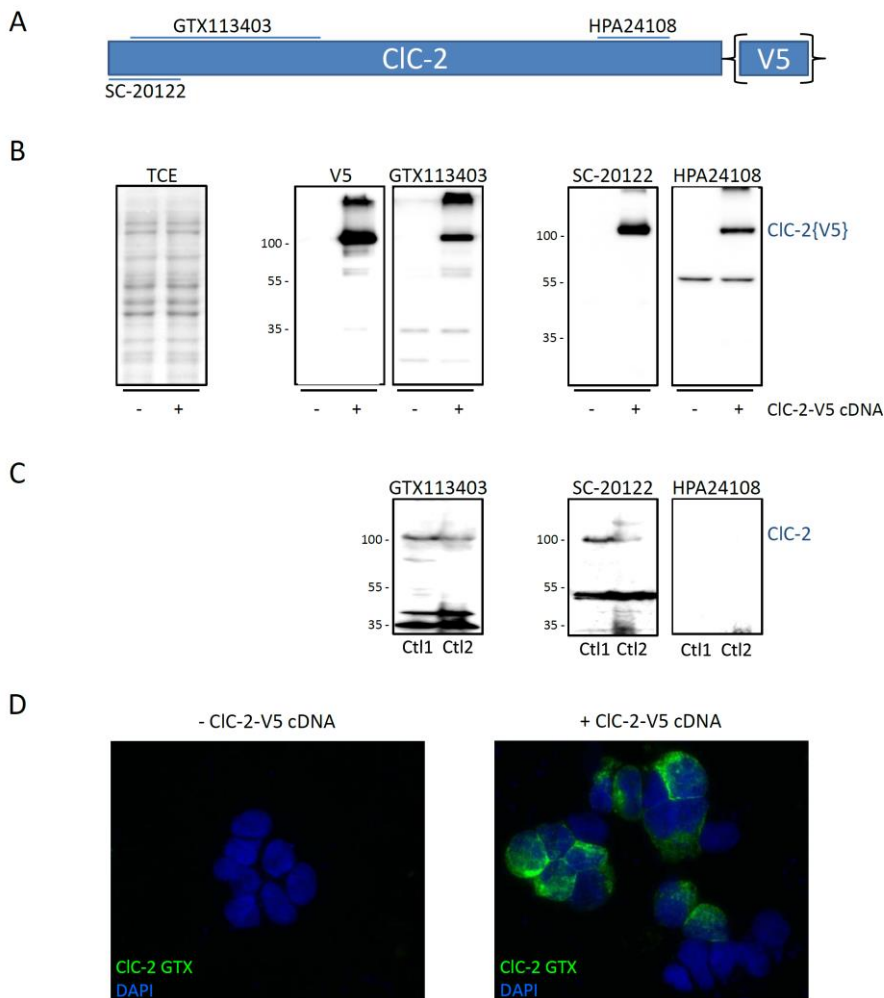 A
GTX113403 HPA24108
ClC-2 { V5 }
SC-20122
B
TCE V5 GTX113403 SC-20122 HPA24108
100 - 100 - ClC-2{V5}
55 - 55 -
35 - 35 -
- + - + - + - + - + ClC-2-V5 cDNA
C
GTX113403 SC-20122 HPA24108
100 - 100 - ClC-2
55 - 55 -
35 - 35 -
Ctl1 Ctl2 Ctl1 Ctl2 Ctl1 Ctl2
D
- ClC-2-V5 cDNA + ClC-2-V5 cDNA
ClC-2 GTX ClC-2 GTX
DAPI DAPI